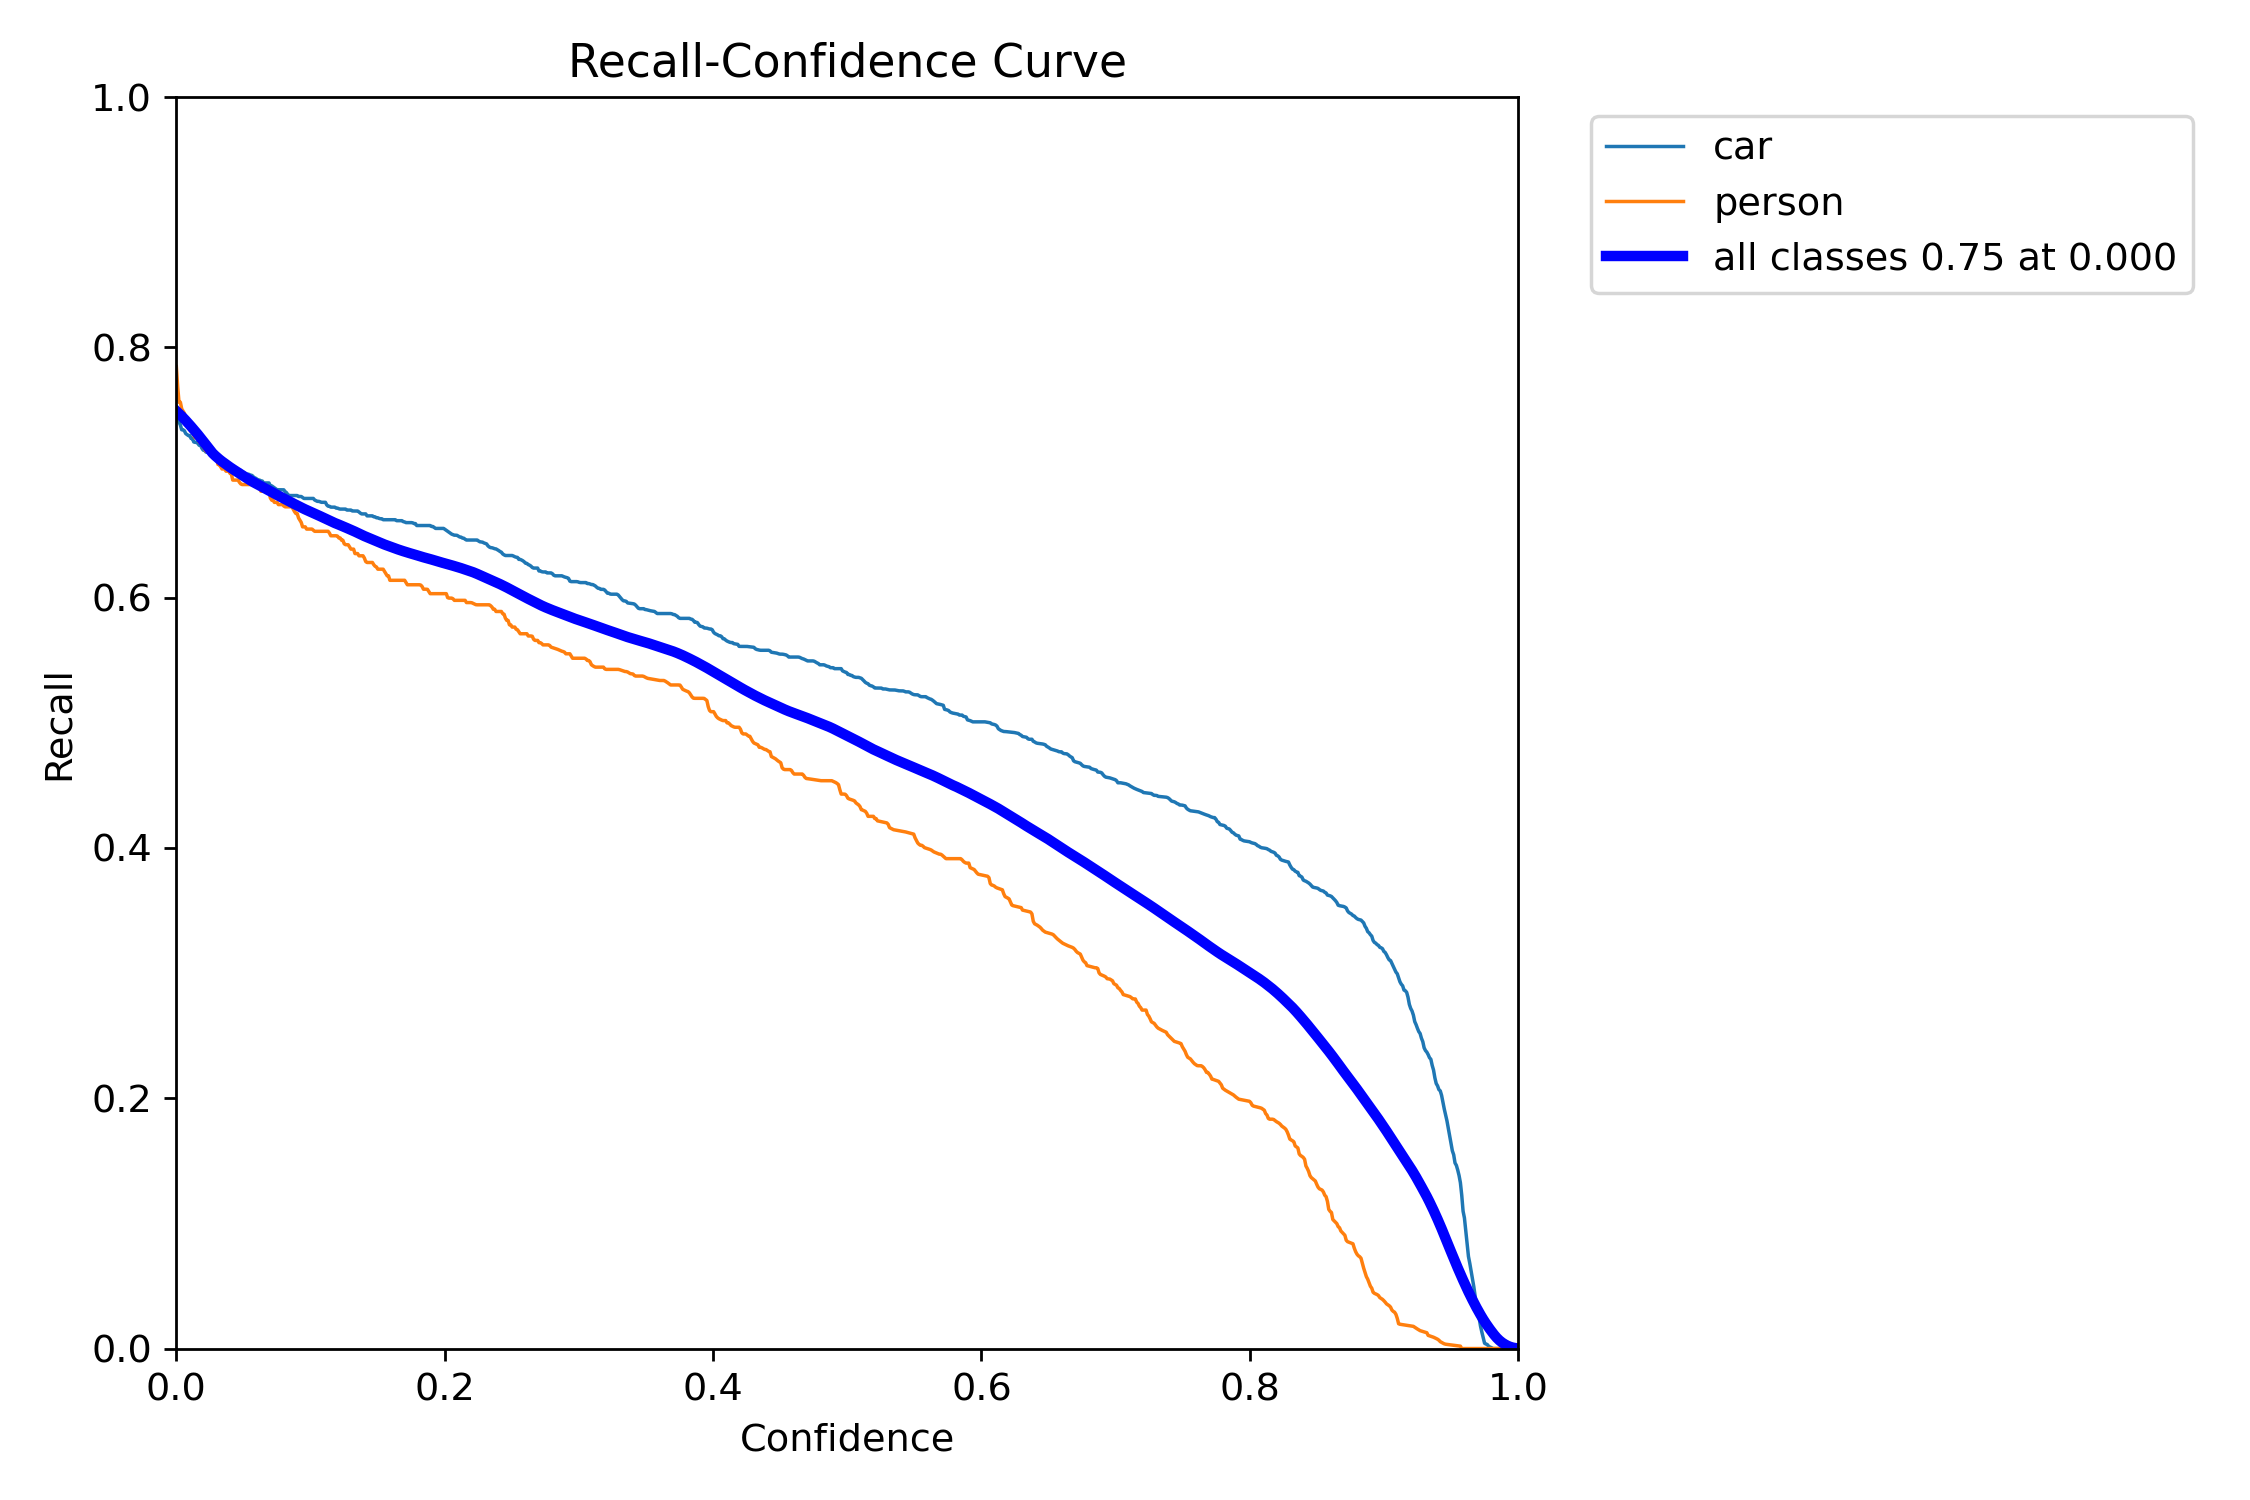 Recall-Confidence Curve
1.0
0.8
0.6
0.4
0.2
0.0
Recall
0.0 0.2 0.4 0.6 0.8 1.0
Confidence
car
person
all classes 0.75 at 0.000